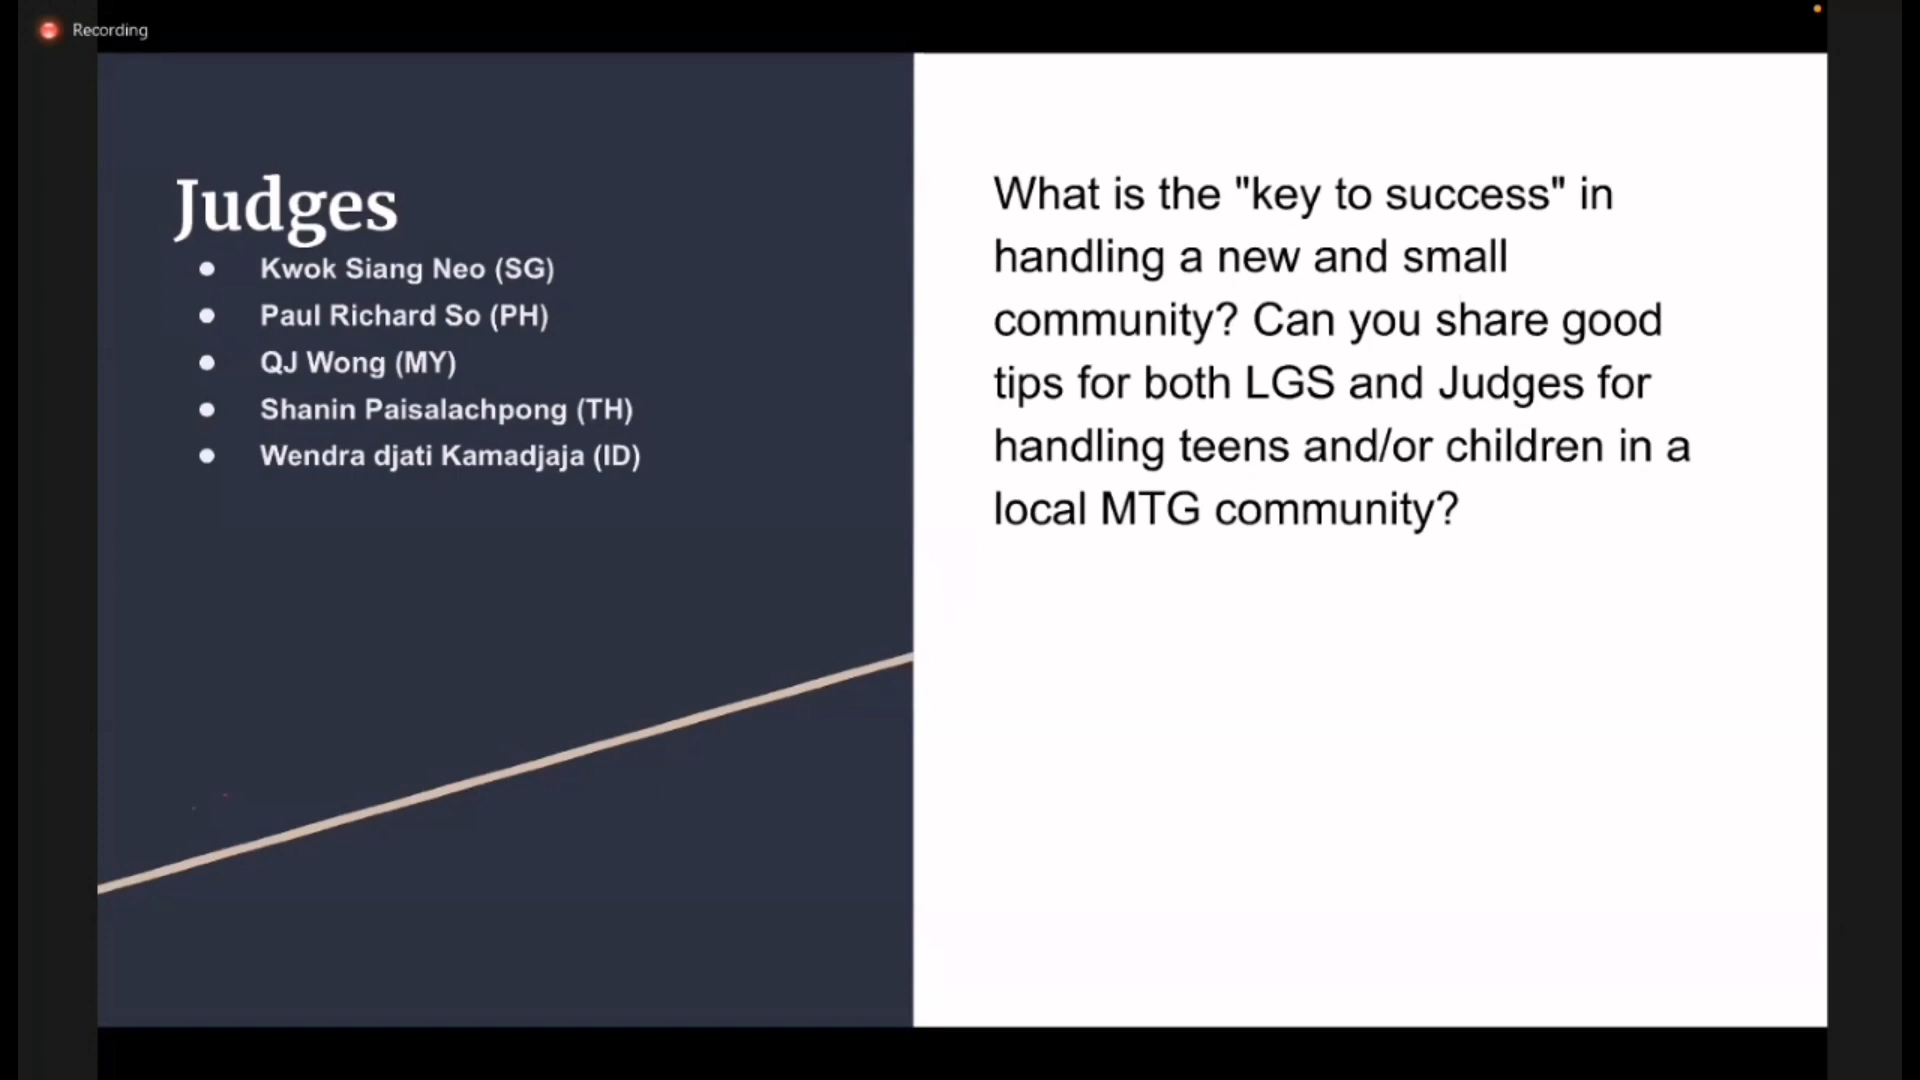 Recording
Judges
● Kwok Siang Neo (SG)
● Paul Richard So (PH)
● QJ Wong (MY)
● Shanin Paisalachpong (TH)
● Wendra djati Kamadjaja (ID)
What is the "key to success" in
handling a new and small
community? Can you share good
tips for both LGS and Judges for
handling teens and/or children in a
local MTG community?